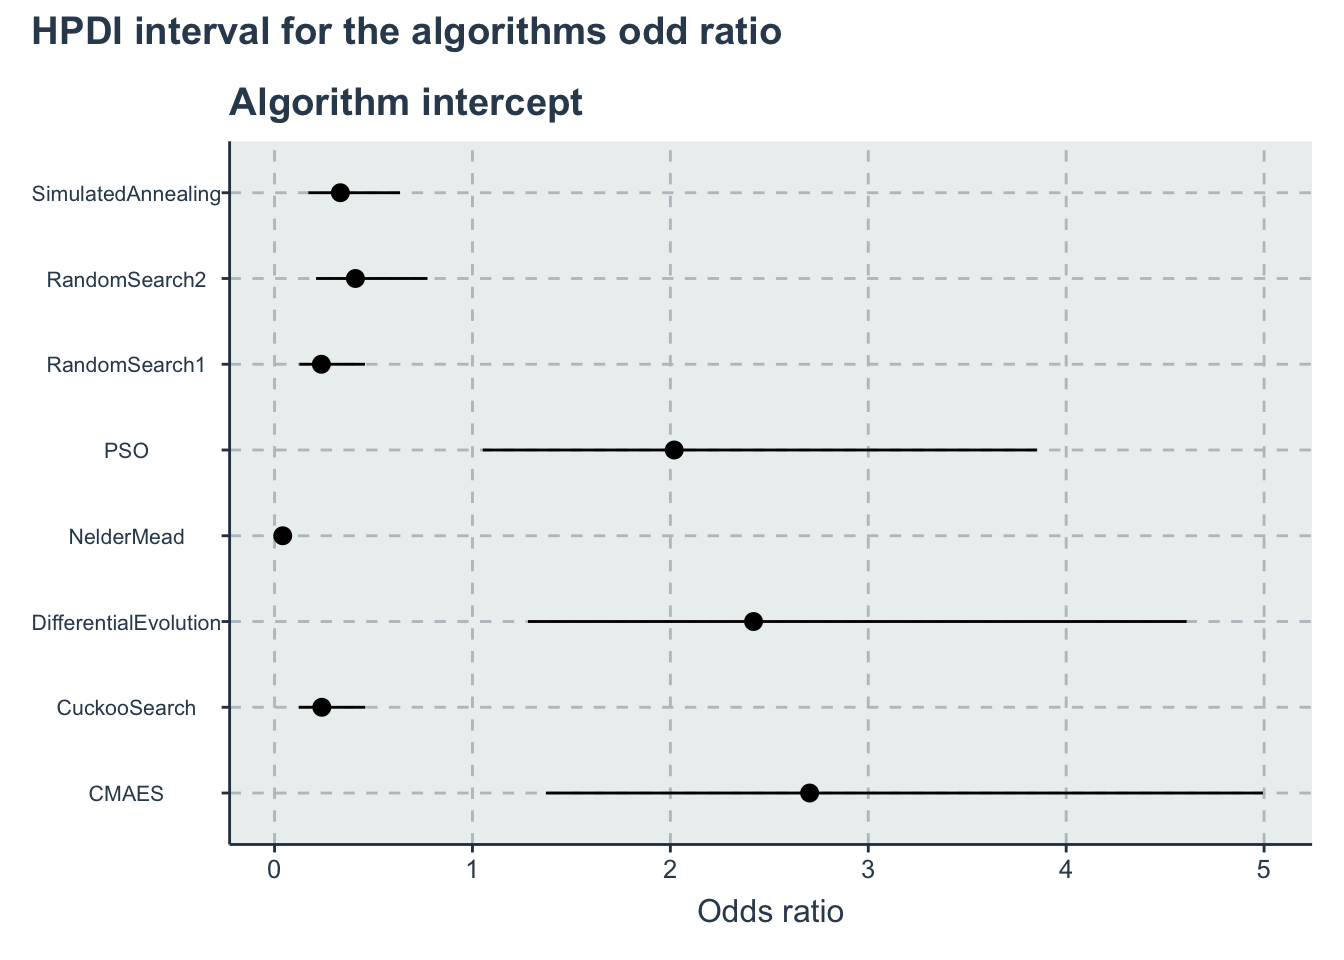 HPDI interval for the algorithms odd ratio
Algorithm intercept
SimulatedAnnealing
RandomSearch2
RandomSearch1
PSO
NelderMead
DifferentialEvolution
CuckooSearch
CMAES
0 1 2 3 4 5
Odds ratio